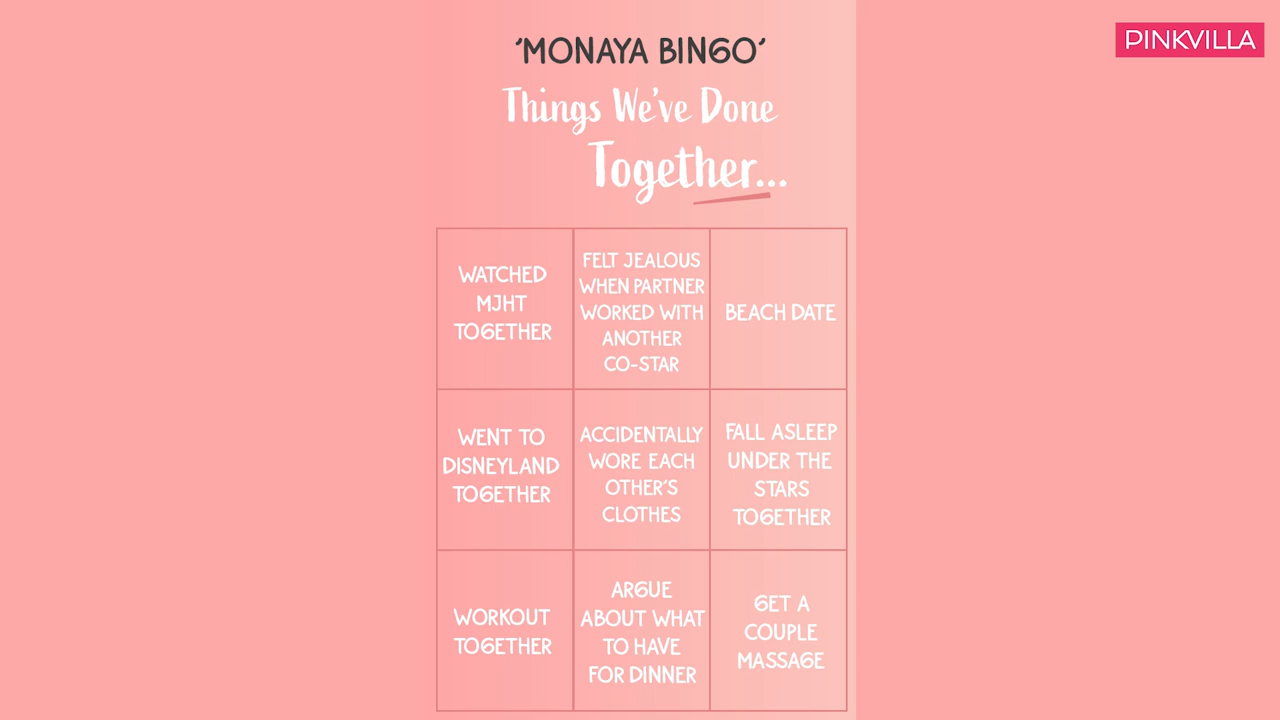 PINKVILLA
'MONAYA BINGO'
Things We've Done
Together...
WATCHED
MJHT
TOGETHER
FELT JEALOUS
WHEN PARTNER
WORKED WITH
ANOTHER
CO-STAR
BEACH DATE
WENT TO
DISNEYLAND
TOGETHER
ACCIDENTALLY
WORE EACH
OTHER'S
CLOTHES
FALL ASLEEP
UNDER THE
STARS
TOGETHER
WORKOUT
TOGETHER
ARGUE
ABOUT WHAT
TO HAVE
FOR DINNER
GET A
COUPLE
MASSAGE